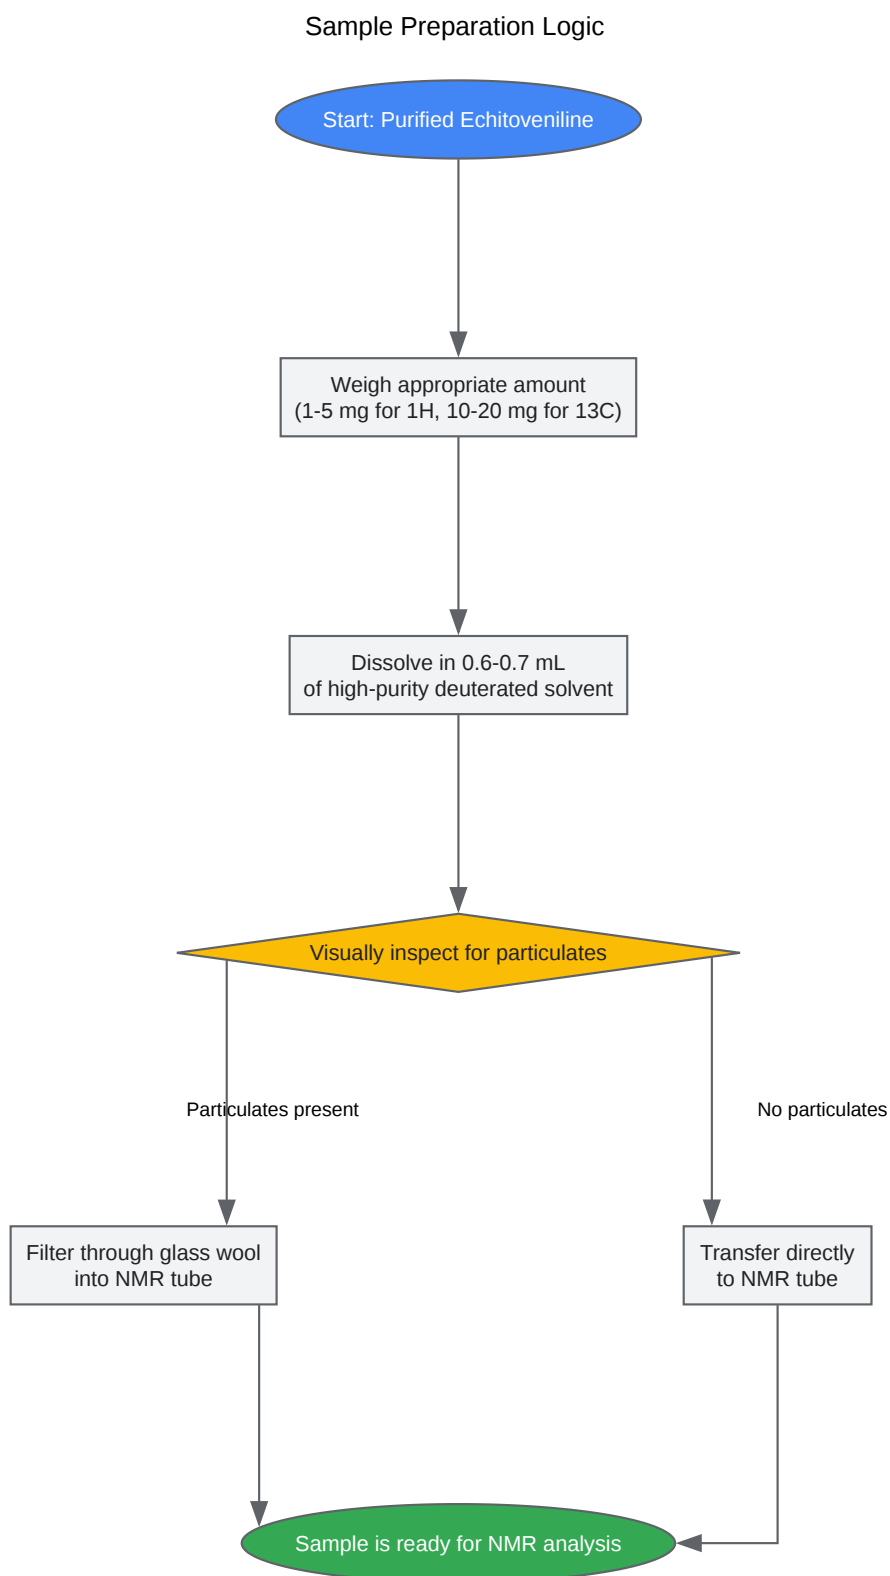 Sample Preparation Logic
Start: Purified Echitoveniline
Weigh appropriate amount
(1-5 mg for 1H, 10-20 mg for 13C)
Dissolve in 0.6-0.7 mL
of high-purity deuterated solvent
Visually inspect for particulates
Particulates present
No particulates
Filter through glass wool
into NMR tube
Transfer directly
to NMR tube
Sample is ready for NMR analysis